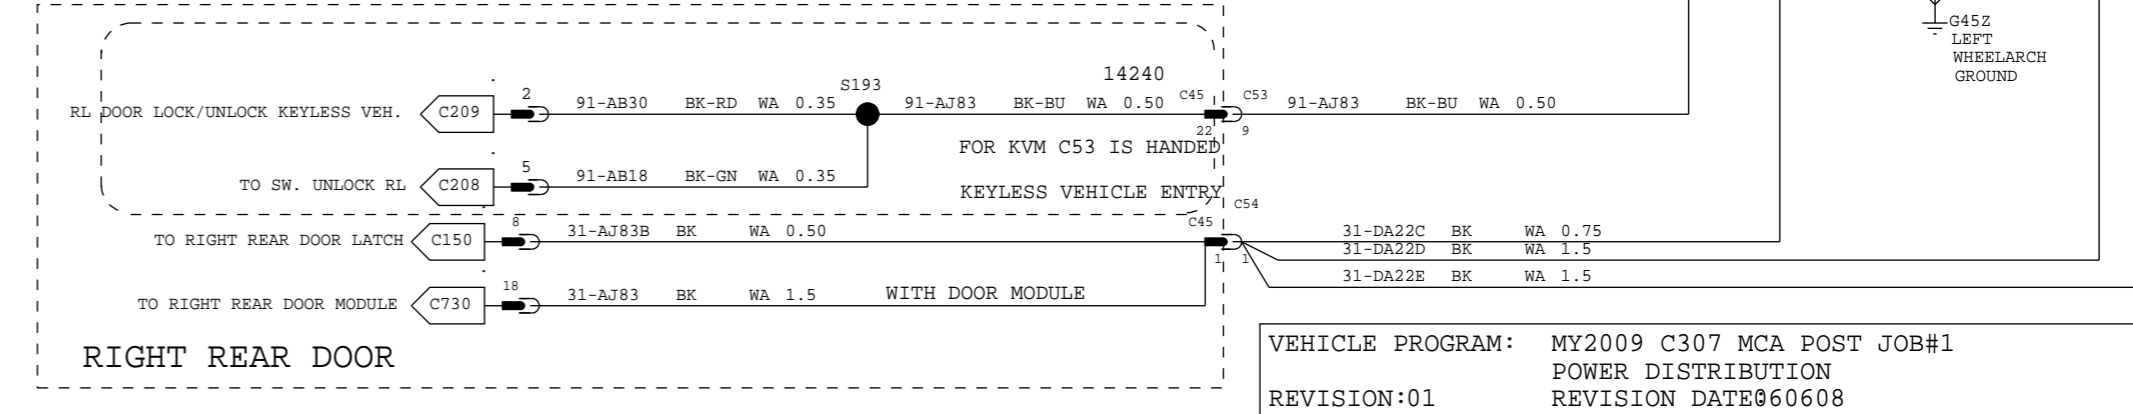 G45Z
LEFT
WHEELARCH
GROUND
14240
S193
RL DOOR LOCK/UNLOCK KEYLESS VEH. C209 2 91-AB30 BK-RD WA 0.35 91-AJ83 BK-BU WA 0.50 C45 C53 91-AJ83 BK-BU WA 0.50
22 9
FOR KVM C53 IS HANDED
TO SW. UNLOCK RL C208 5 91-AB18 BK-GN WA 0.35
KEYLESS VEHICLE ENTRY
C54
C45
TO RIGHT REAR DOOR LATCH C150 8 31-AJ83B BK WA 0.50 31-DA22C BK WA 0.75
31-DA22D BK WA 1.5
1 1
31-DA22E BK WA 1.5
TO RIGHT REAR DOOR MODULE C730 18 31-AJ83 BK WA 1.5 WITH DOOR MODULE
RIGHT REAR DOOR
VEHICLE PROGRAM: MY2009 C307 MCA POST JOB#1
POWER DISTRIBUTION
REVISION:01 REVISION DATE060608